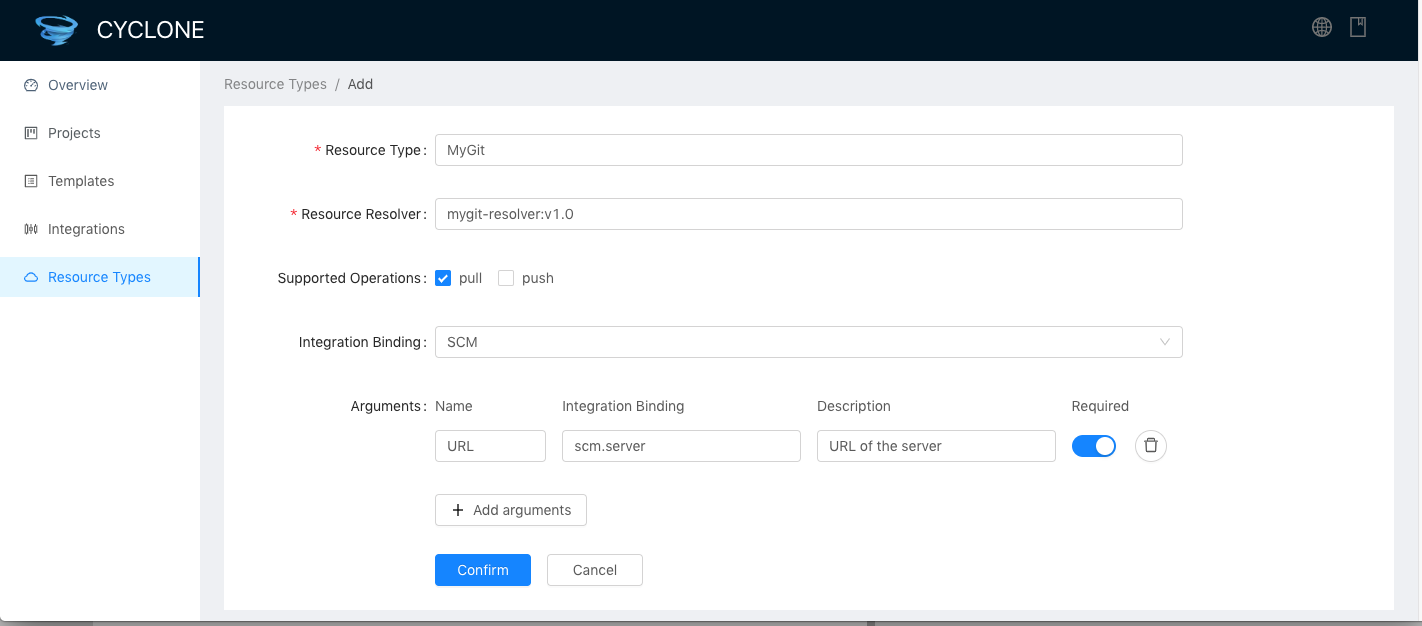 CYCLONE
Overview
Projects
Templates
Integrations
Resource Types
Resource Types / Add
* Resource Type: MyGit
* Resource Resolver: mygit-resolver:v1.0
Supported Operations: pull push
Integration Binding: SCM
Arguments: Name Integration Binding Description Required
URL scm.server URL of the server
+ Add arguments
Confirm Cancel